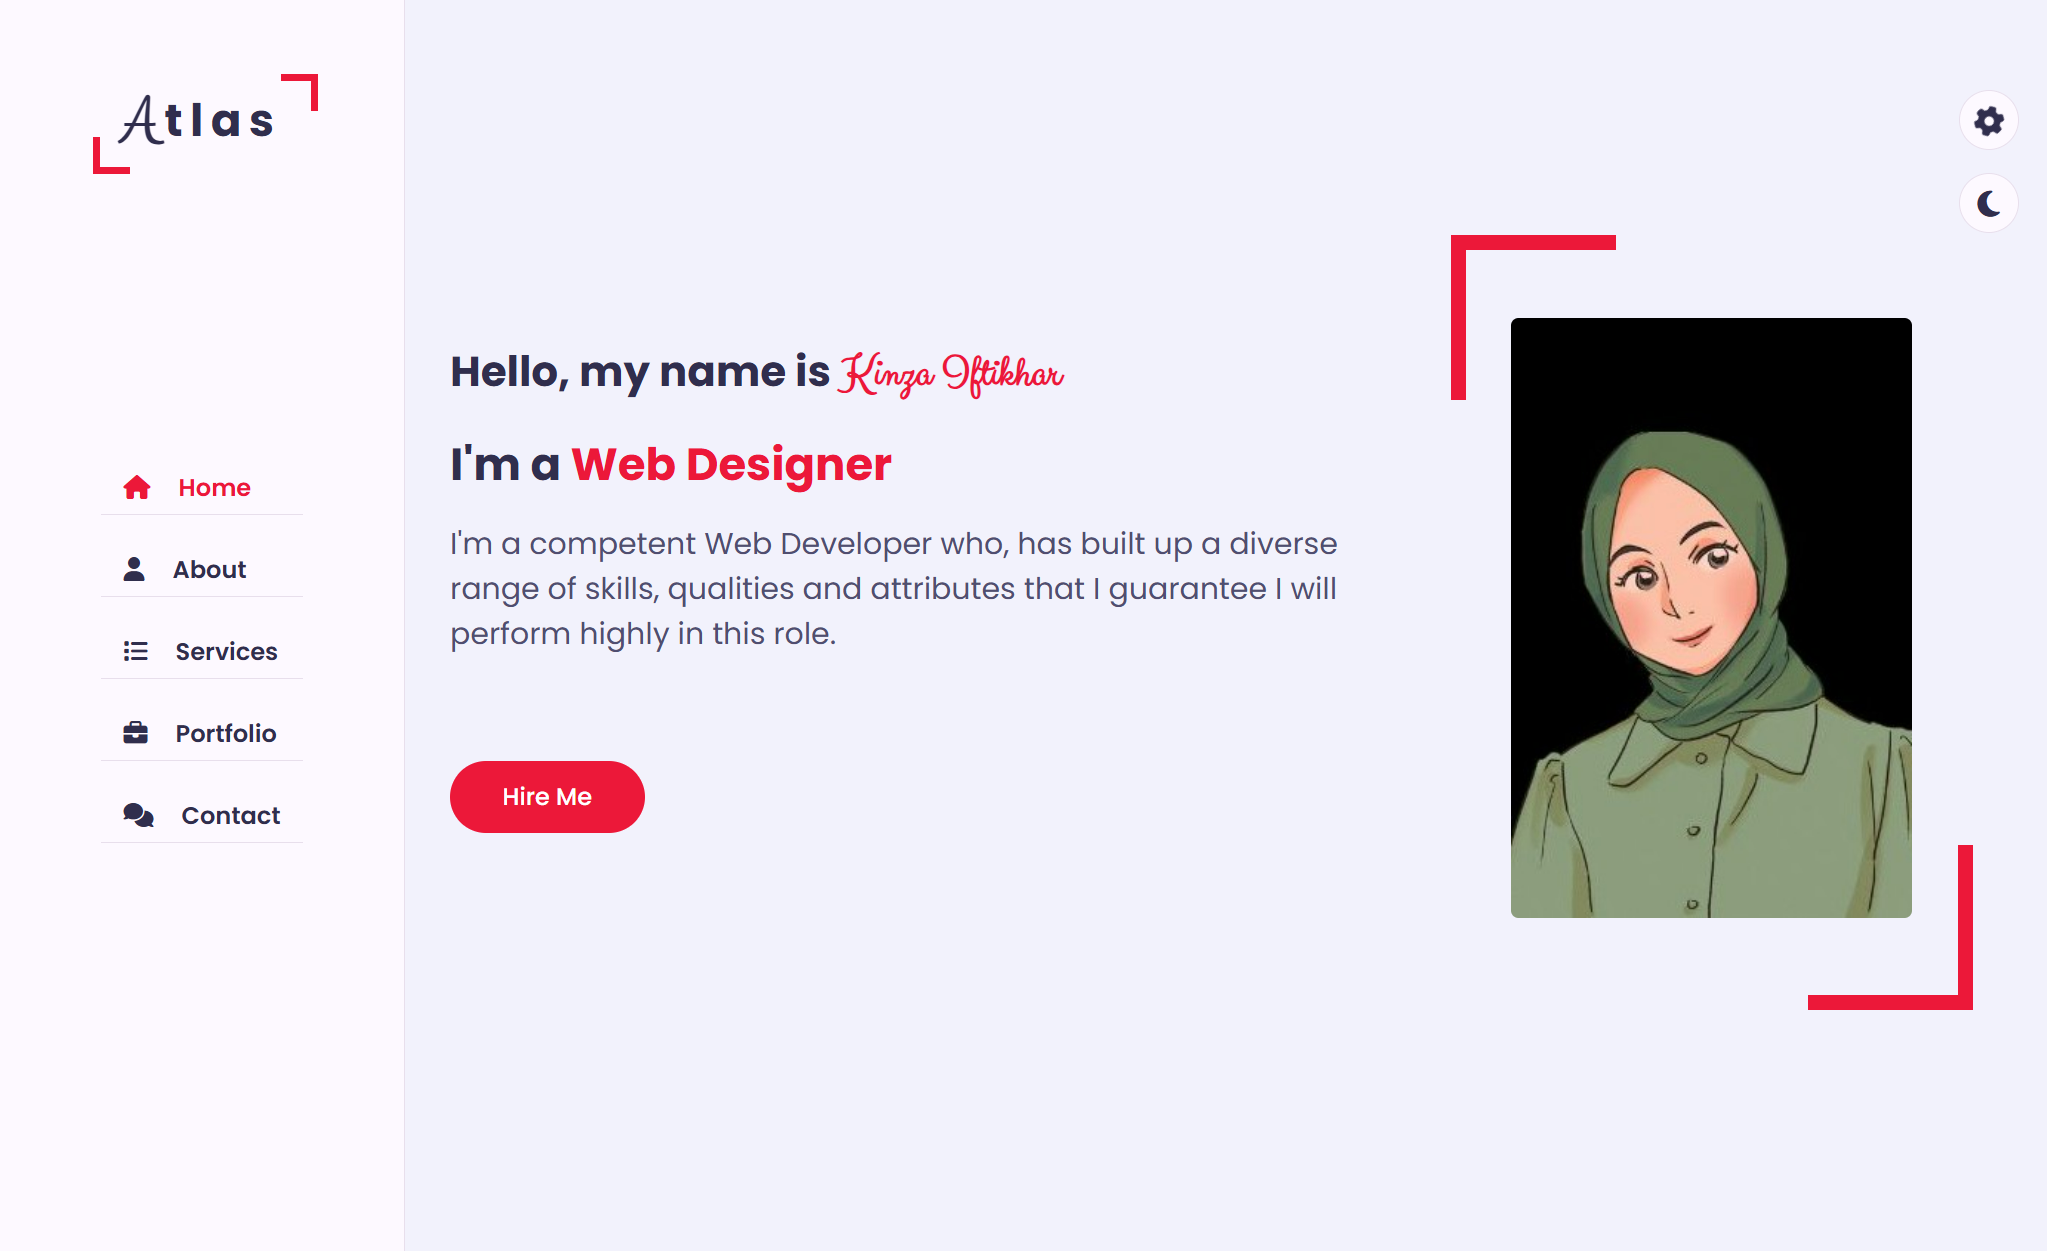 Atlas
Home
About
Services
Portfolio
Contact
Hello, my name is Kinza Iftikhar
I'm a Web Designer
I'm a competent Web Developer who, has built up a diverse
range of skills, qualities and attributes that I guarantee I will
perform highly in this role.
Hire Me